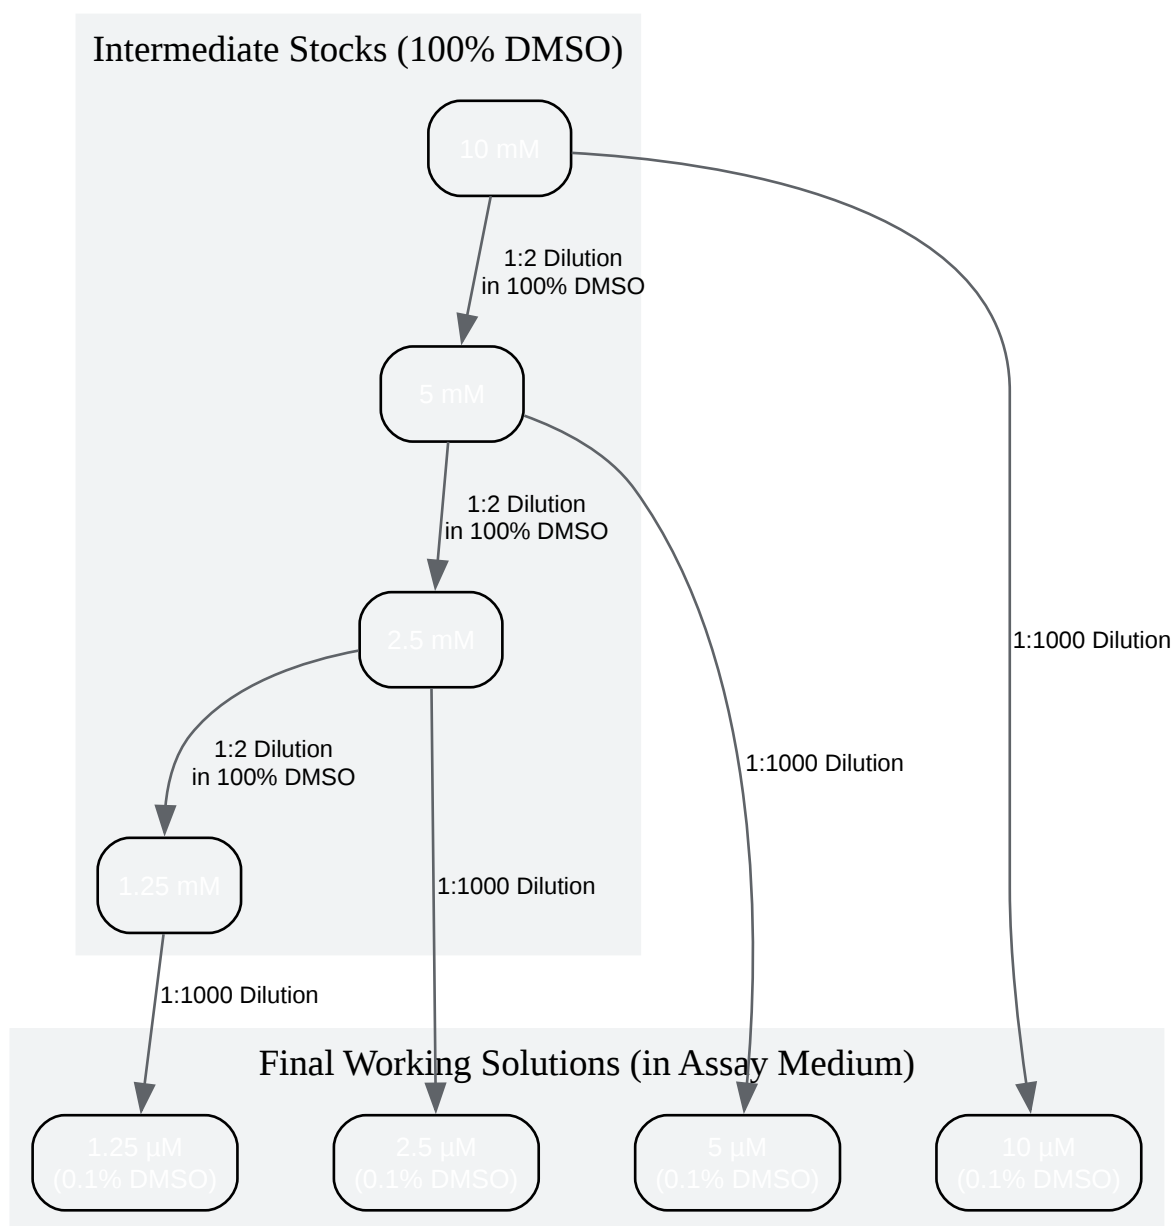 Intermediate Stocks (100% DMSO)
10 mM
1:2 Dilution
in 100% DMSO
5 mM
1:2 Dilution
in 100% DMSO
2.5 mM
1:1000 Dilution
1:2 Dilution
in 100% DMSO
1:1000 Dilution
1.25 mM
1:1000 Dilution
1:1000 Dilution
Final Working Solutions (in Assay Medium)
1.25 µM
(0.1% DMSO)
2.5 µM
(0.1% DMSO)
5 µM
(0.1% DMSO)
10 µM
(0.1% DMSO)